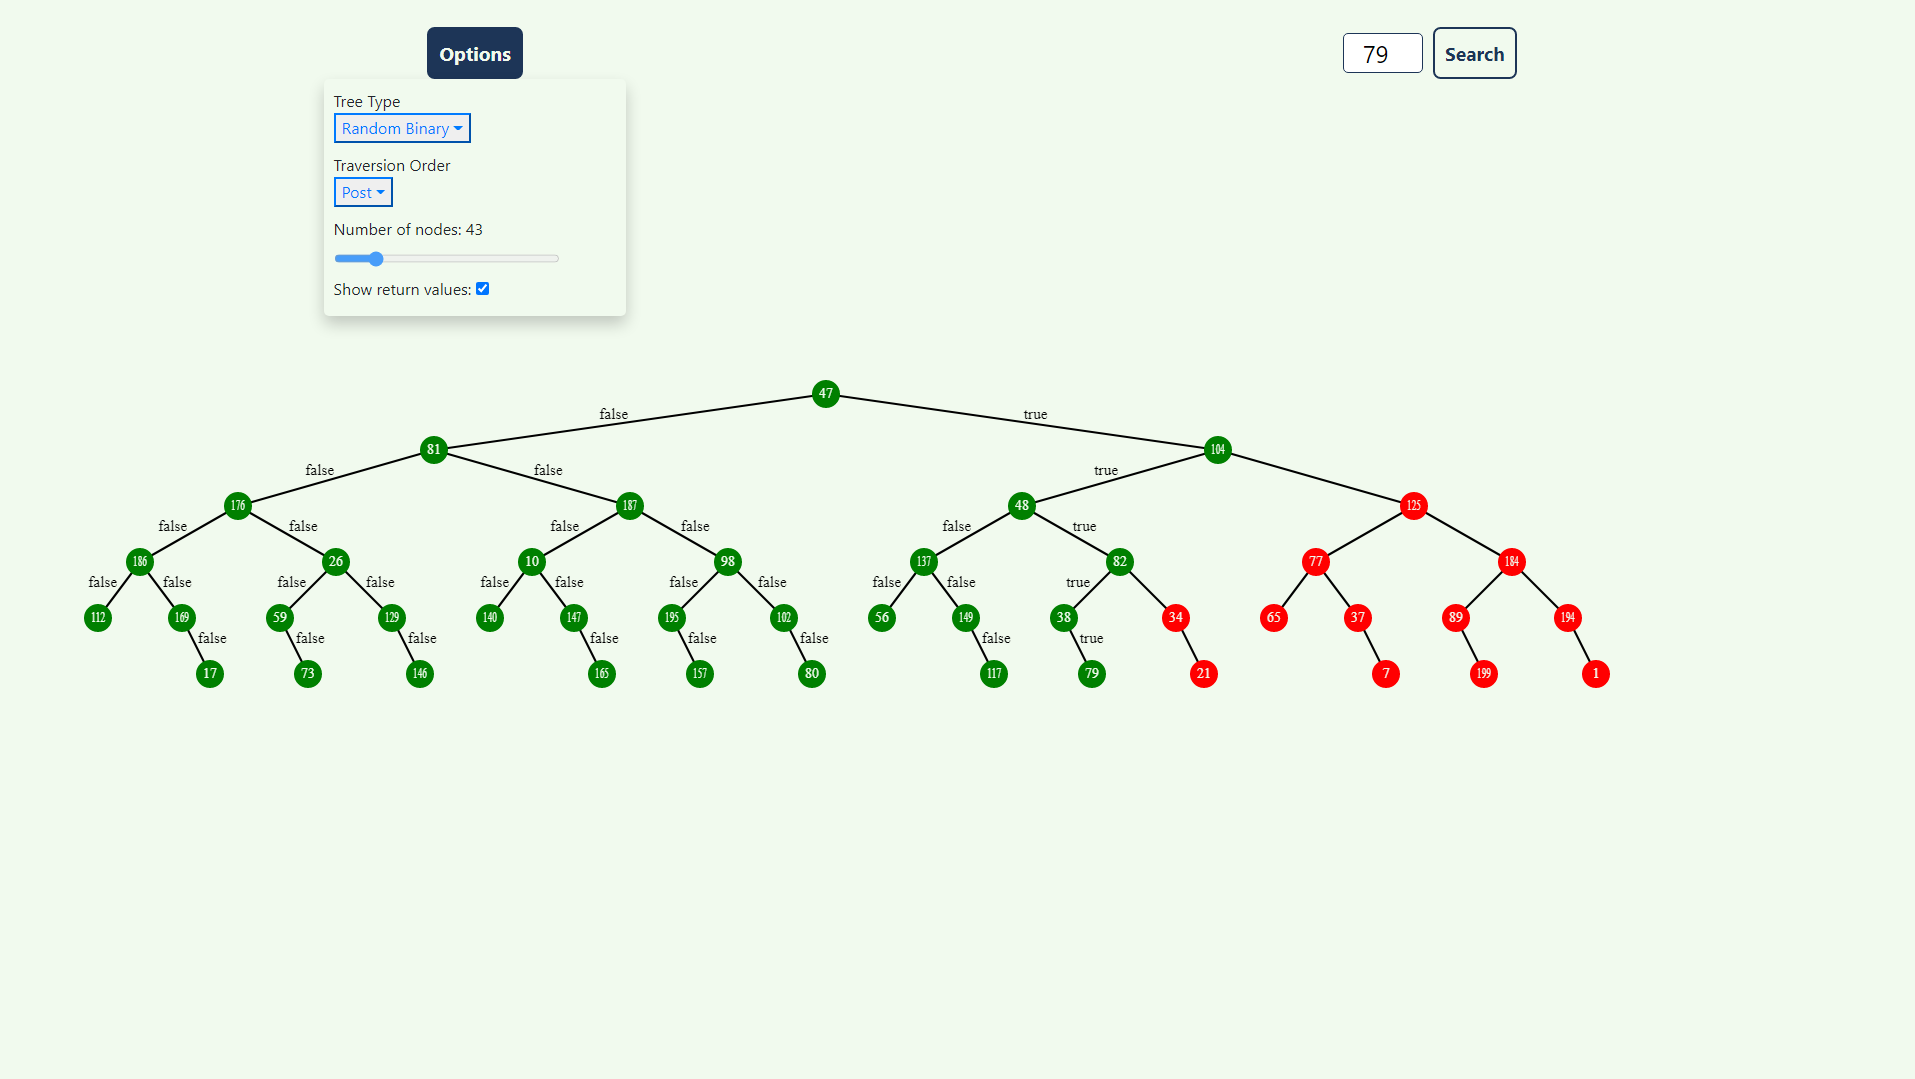 Options
79
Search
Tree Type
Random Binary
Traversion Order
Post
Number of nodes: 43
Show return values:
47
false
true
81
104
false
false
true
176
187
48
125
false
false
false
false
false
true
186
26
10
98
137
82
77
184
false
false
false
false
false
false
false
false
false
false
true
112
169
59
129
140
147
195
102
56
149
38
34
65
37
89
194
false
false
false
false
false
false
false
true
17
73
146
165
157
80
117
79
21
7
199
1